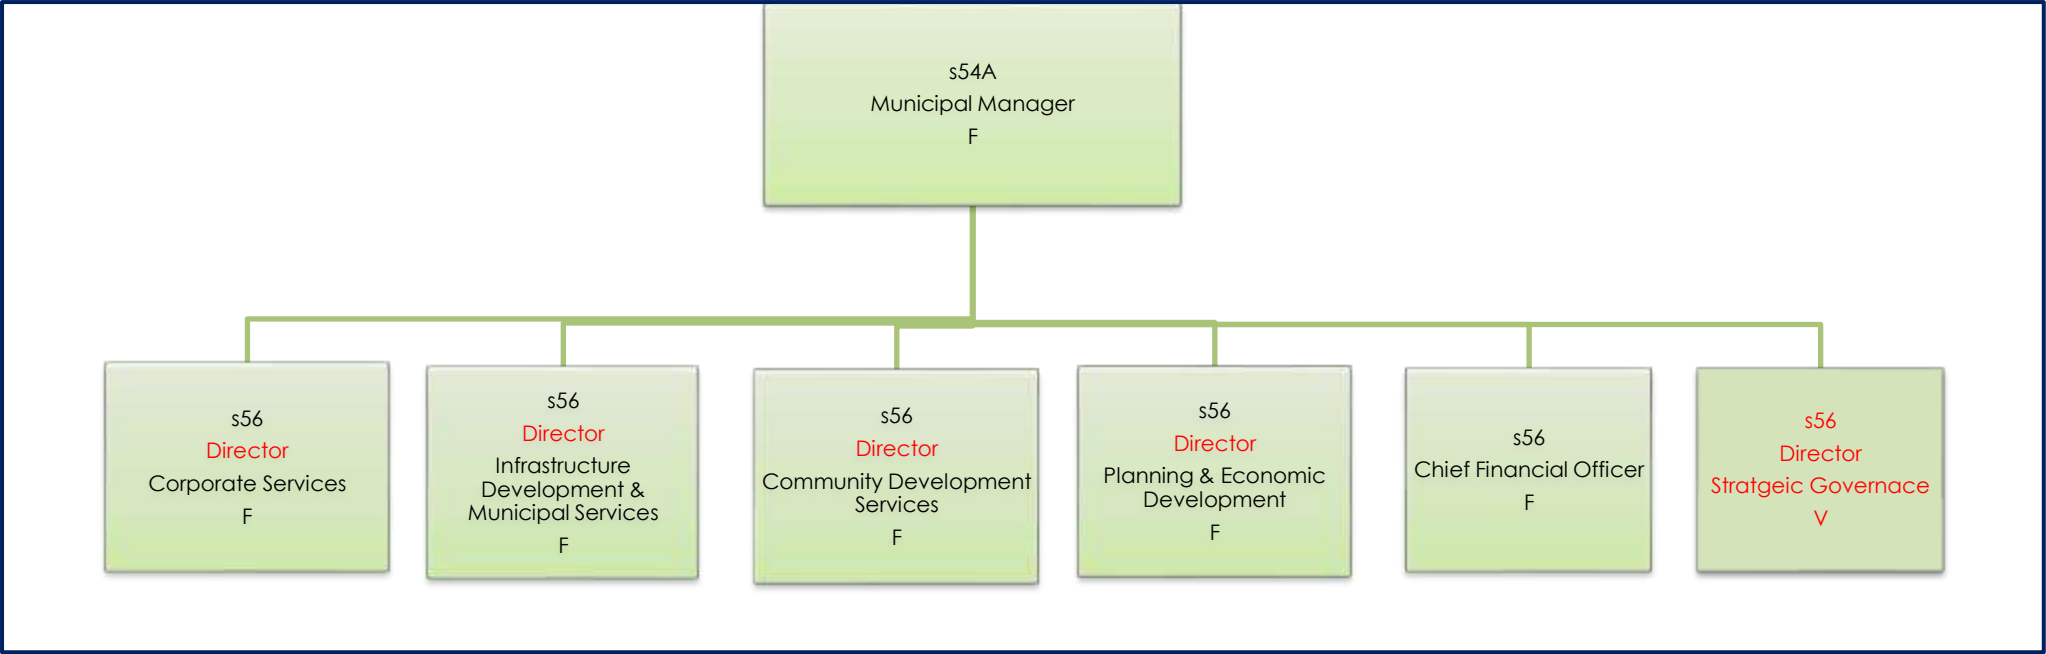 s54A
Municipal Manager
F
s56
Director
Corporate Services
F
s56
Director
Infrastructure
Development &
Municipal Services
F
s56
Director
Community Development
Services
F
s56
Director
Planning & Economic
Development
F
s56
Chief Financial Officer
F
s56
Director
Stratgeic Governace
V